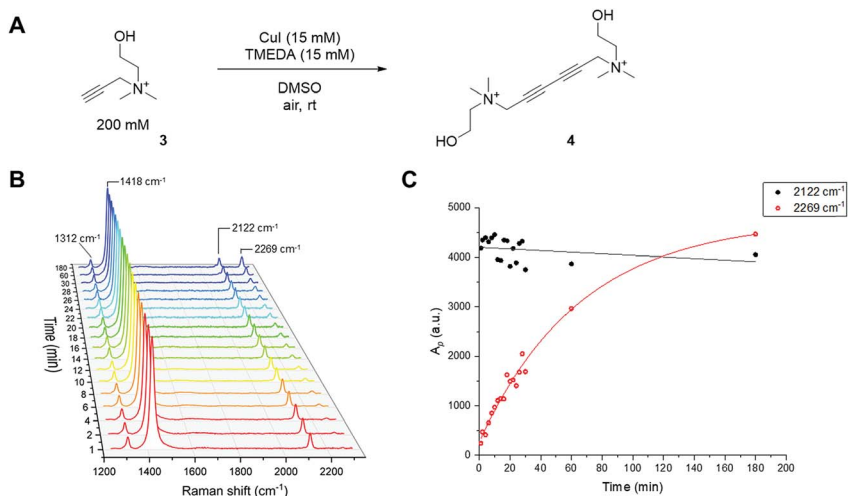 A
OH
N+
200 mM
3
CuI (15 mM)
TMEDA (15 mM)
DMSO
air, rt
OH
N+
N+
HO
4
B
1418 cm-1
1312 cm-1
2122 cm-1
2269 cm-1
180
60
30
28
26
24
22
20
18
16
14
12
10
8
6
4
2
1
Time (min)
1200 1400 1600 1800 2000 2200
Raman shift (cm-1)
C
2122 cm-1
2269 cm-1
5000
4000
3000
2000
1000
0
Ap (a.u.)
0 20 40 60 80 100 120 140 160 180 200
Time (min)